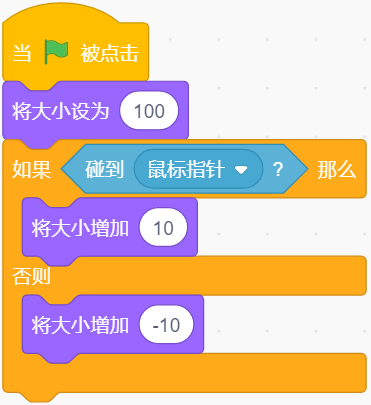 当 被点击
将大小设为 100
如果 碰到 鼠标指针 ? 那么
将大小增加 10
否则
将大小增加 -10